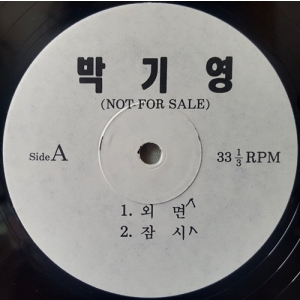 박기영
(NOT FOR SALE)
Side A
33 1/3 RPM
1. 외 면^
2. 잠 시^